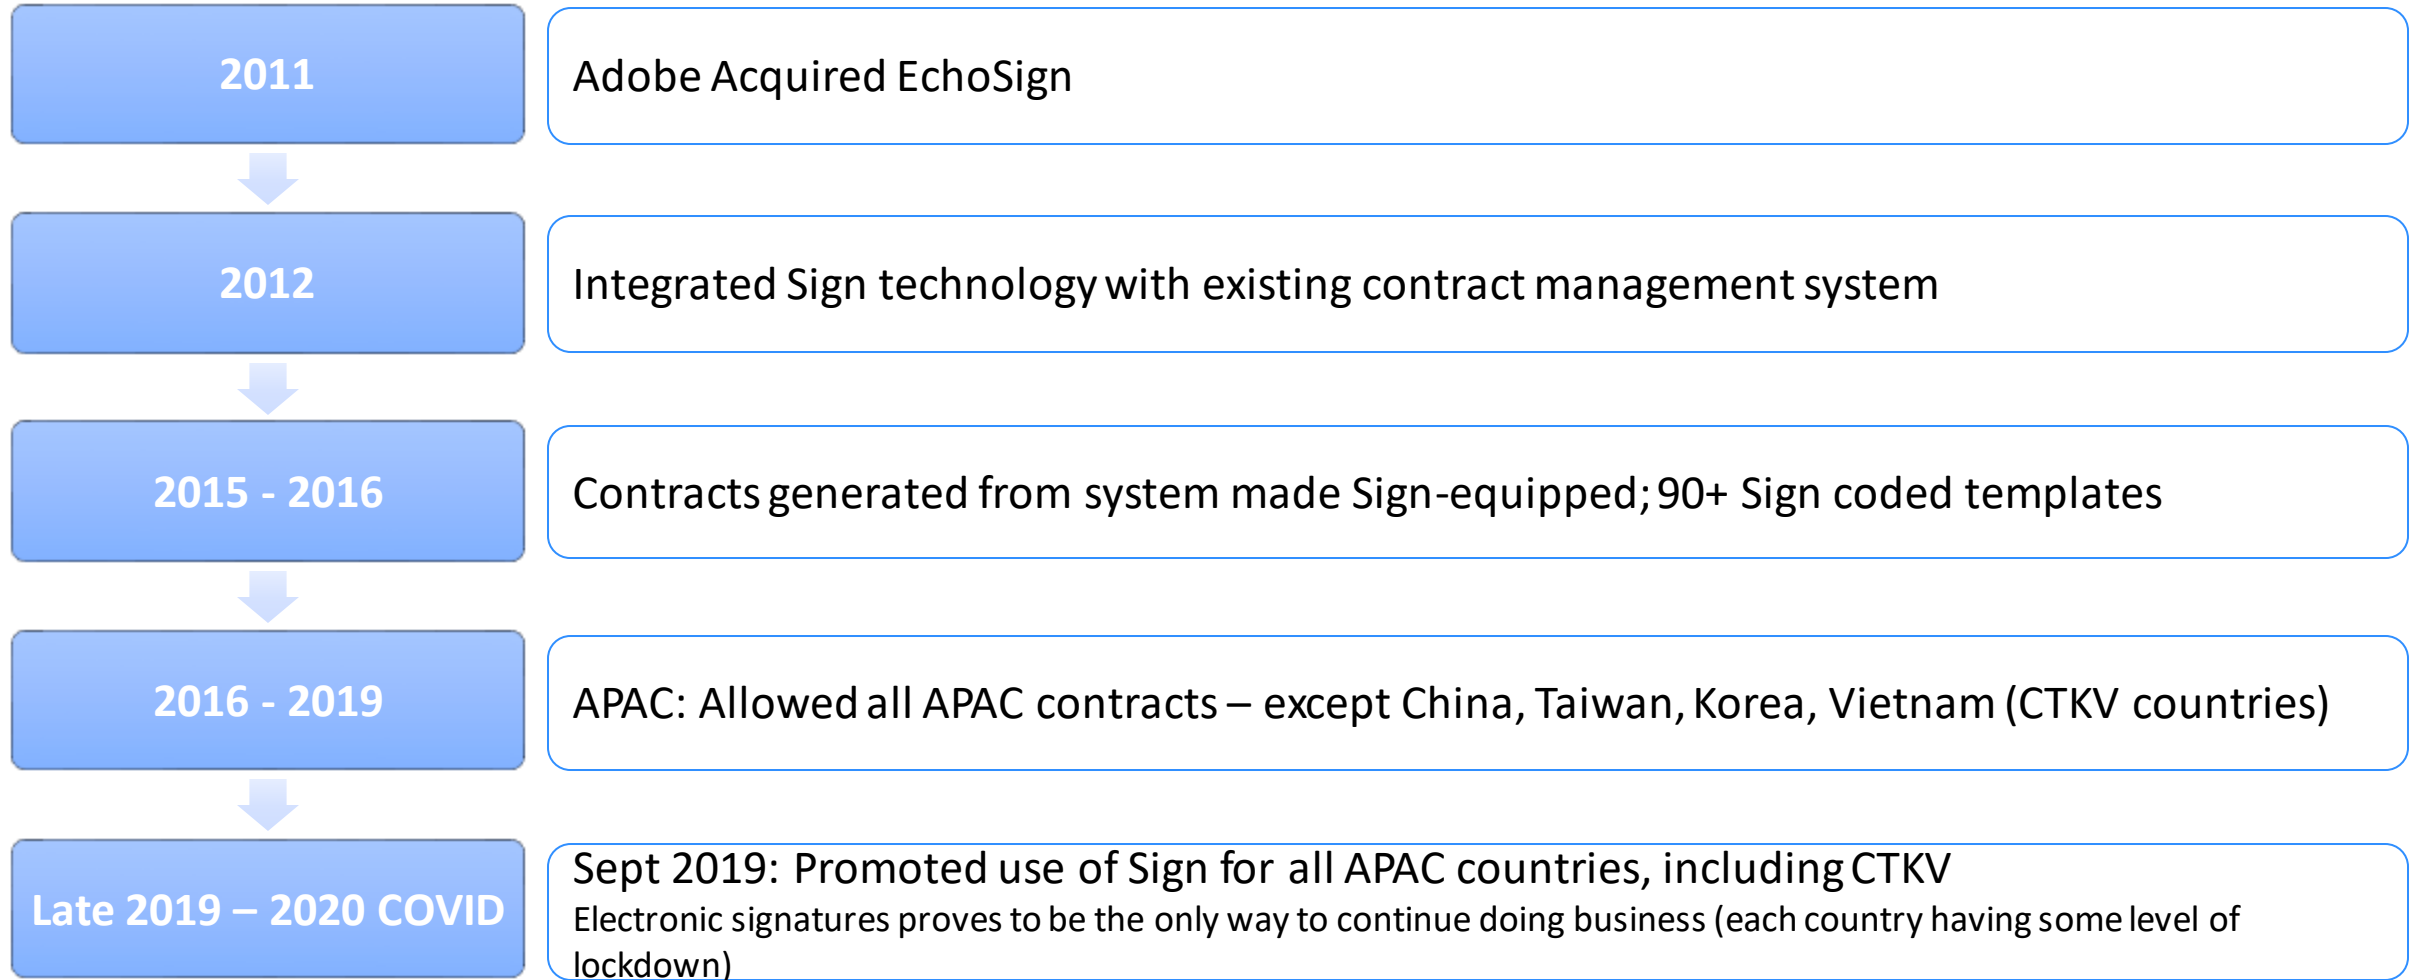 2011
Adobe Acquired EchoSign
2012
Integrated Sign technology with existing contract management system
2015 - 2016
Contracts generated from system made Sign-equipped; 90+ Sign coded templates
2016 - 2019
APAC: Allowed all APAC contracts – except China, Taiwan, Korea, Vietnam (CTKV countries)
Late 2019 – 2020 COVID
Sept 2019: Promoted use of Sign for all APAC countries, including CTKV
Electronic signatures proves to be the only way to continue doing business (each country having some level of
lockdown)